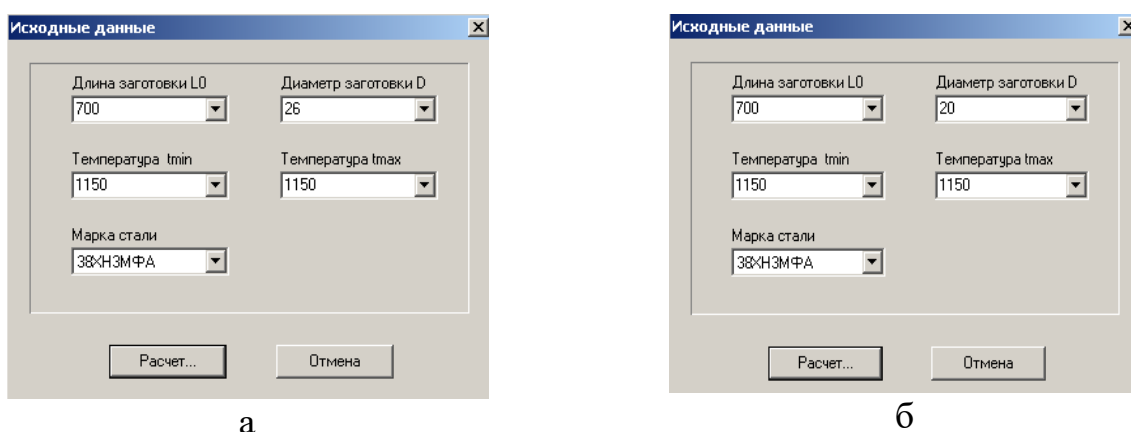 Исходные данные
Длина заготовки L0 Диаметр заготовки D
700 26
Температура tmin Температура tmax
1150 1150
Марка стали
38ХН3МФА
Расчет... Отмена
а
Исходные данные
Длина заготовки L0 Диаметр заготовки D
700 20
Температура tmin Температура tmax
1150 1150
Марка стали
38ХН3МФА
Расчет... Отмена
б